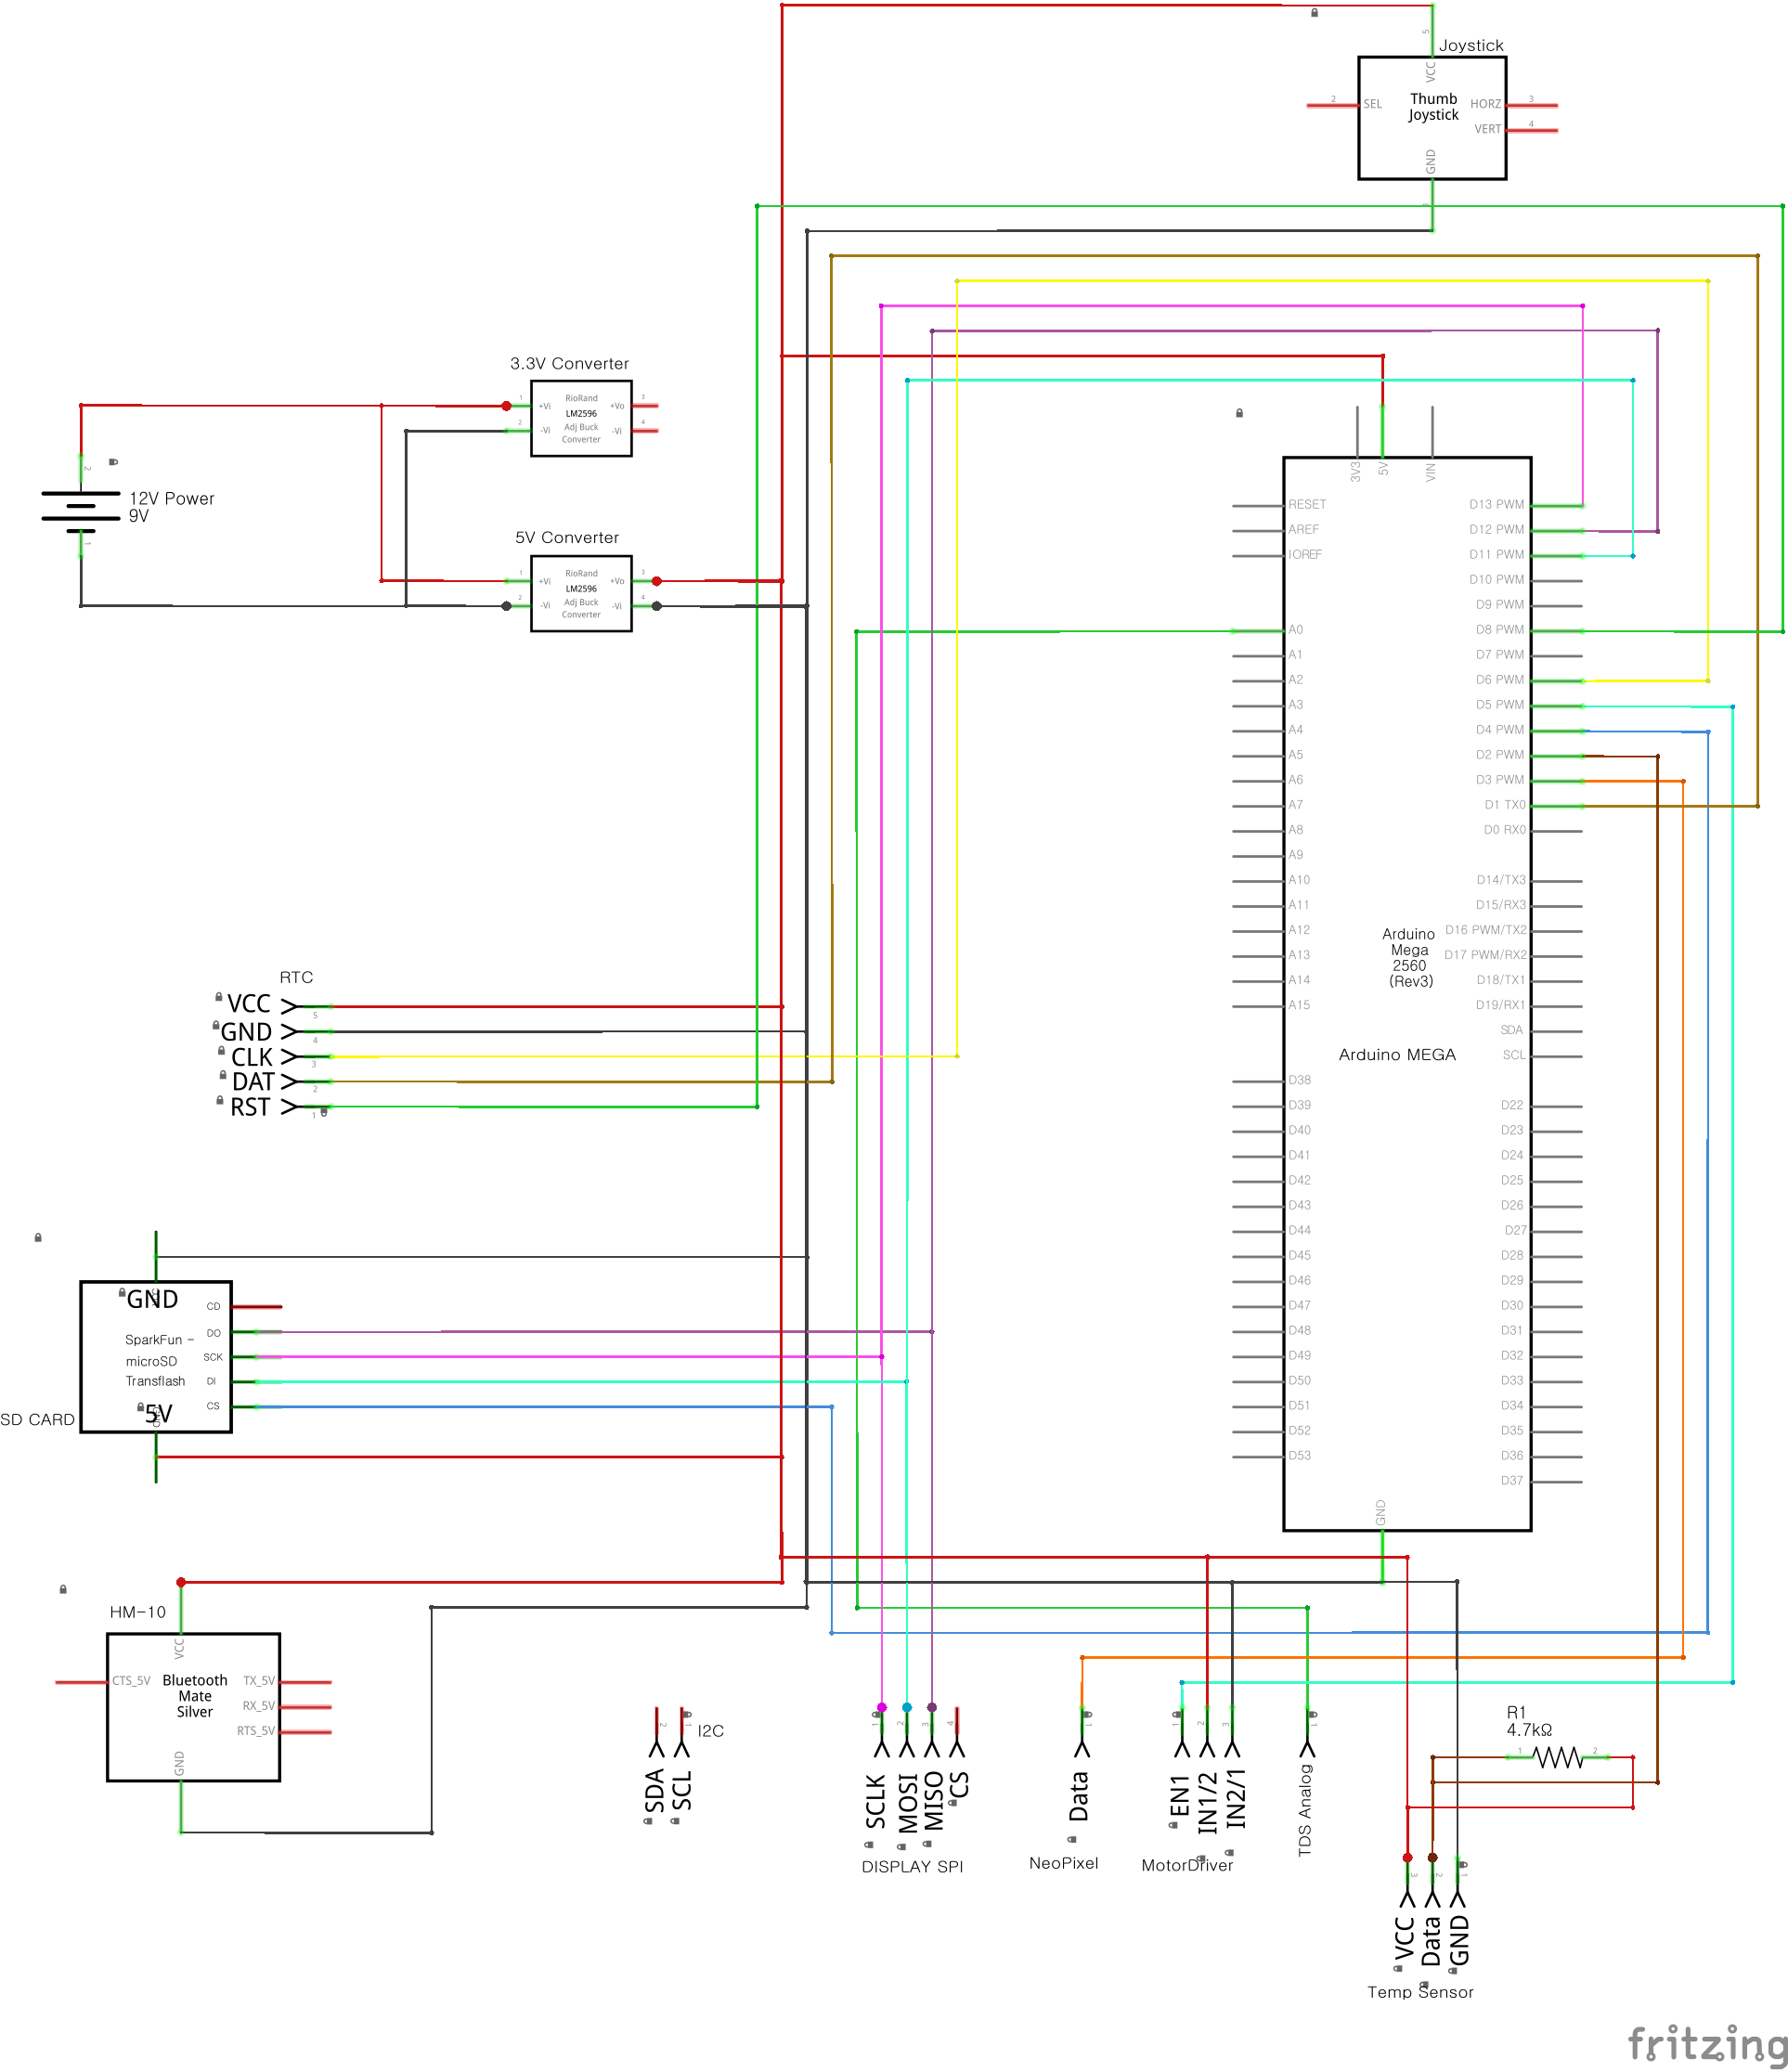 Joystick
5
VCC
Thumb
Joystick
2
SEL
HORZ
3
VERT
4
GND
1
3.3V Converter
RioRand
LM2596
Adj Buck
Converter
1
+Vi
+Vo
3
2
-Vi
-Vi
4
12V Power
9V
2
1
5V Converter
RioRand
LM2596
Adj Buck
Converter
1
+Vi
+Vo
3
2
-Vi
-Vi
4
3V3
5V
VIN
RESET
AREF
IOREF
A0
A1
A2
A3
A4
A5
A6
A7
A8
A9
A10
A11
A12
A13
A14
A15
D38
D39
D40
D41
D42
D43
D44
D45
D46
D47
D48
D49
D50
D51
D52
D53
D13 PWM
D12 PWM
D11 PWM
D10 PWM
D9 PWM
D8 PWM
D7 PWM
D6 PWM
D5 PWM
D4 PWM
D2 PWM
D3 PWM
D1 TX0
D0 RX0
D14/TX3
D15/RX3
D16 PWM/TX2
D17 PWM/RX2
D18/TX1
D19/RX1
SDA
SCL
D22
D23
D24
D25
D26
D27
D28
D29
D30
D31
D32
D33
D34
D35
D36
D37
Arduino
Mega
2560
(Rev3)
Arduino MEGA
GND
RTC
VCC
5
GND
4
CLK
3
DAT
2
RST
1
GND
CD
SparkFun -
DO
microSD
SCK
Transflash
DI
5V
CS
SD CARD
HM-10
VCC
CTS_5V
Bluetooth
Mate
Silver
TX_5V
RX_5V
RTS_5V
GND
2
1
I2C
SDA
SCL
1
2
3
4
SCLK
MOSI
MISO
CS
DISPLAY SPI
1
Data
NeoPixel
1
2
3
EN1
IN1/2
IN2/1
MotorDriver
1
TDS Analog
R1
4.7kΩ
1
2
3
2
1
VCC
Data
GND
Temp Sensor
fritzing